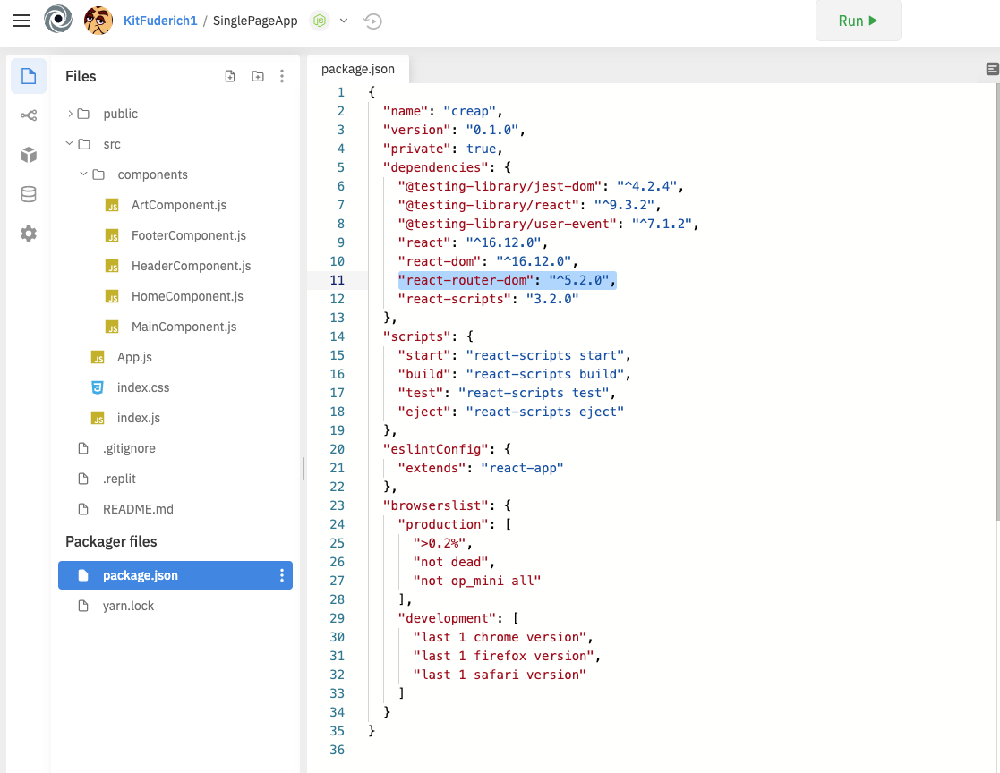 KitFuderich1 / SinglePageApp
Run
Files
public
src
components
ArtComponent.js
FooterComponent.js
HeaderComponent.js
HomeComponent.js
MainComponent.js
App.js
index.css
index.js
.gitignore
.replit
README.md
Packager files
package.json
yarn.lock
package.json
1 {
2 "name": "creap",
3 "version": "0.1.0",
4 "private": true,
5 "dependencies": {
6 "@testing-library/jest-dom": "^4.2.4",
7 "@testing-library/react": "^9.3.2",
8 "@testing-library/user-event": "^7.1.2",
9 "react": "^16.12.0",
10 "react-dom": "^16.12.0",
11 "react-router-dom": "^5.2.0",
12 "react-scripts": "3.2.0"
13 },
14 "scripts": {
15 "start": "react-scripts start",
16 "build": "react-scripts build",
17 "test": "react-scripts test",
18 "eject": "react-scripts eject"
19 },
20 "eslintConfig": {
21 "extends": "react-app"
22 },
23 "browserslist": {
24 "production": [
25 ">0.2%",
26 "not dead",
27 "not op_mini all"
28 ],
29 "development": [
30 "last 1 chrome version",
31 "last 1 firefox version",
32 "last 1 safari version"
33 ]
34 }
35 }
36